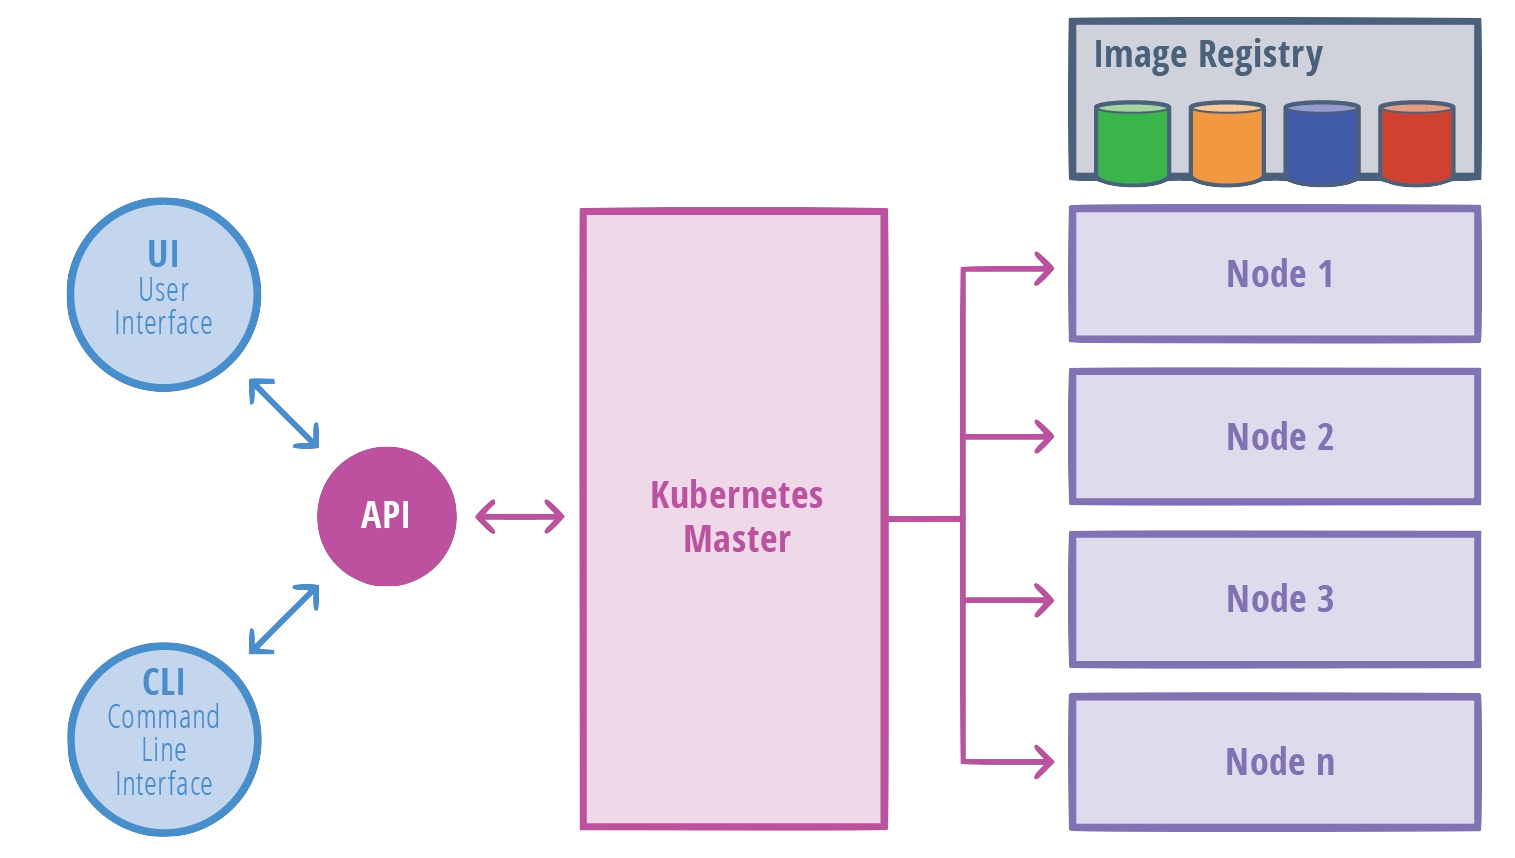 Image Registry
UI
User
Interface
API
CLI
Command
Line
Interface
Kubernetes
Master
Node 1
Node 2
Node 3
Node n